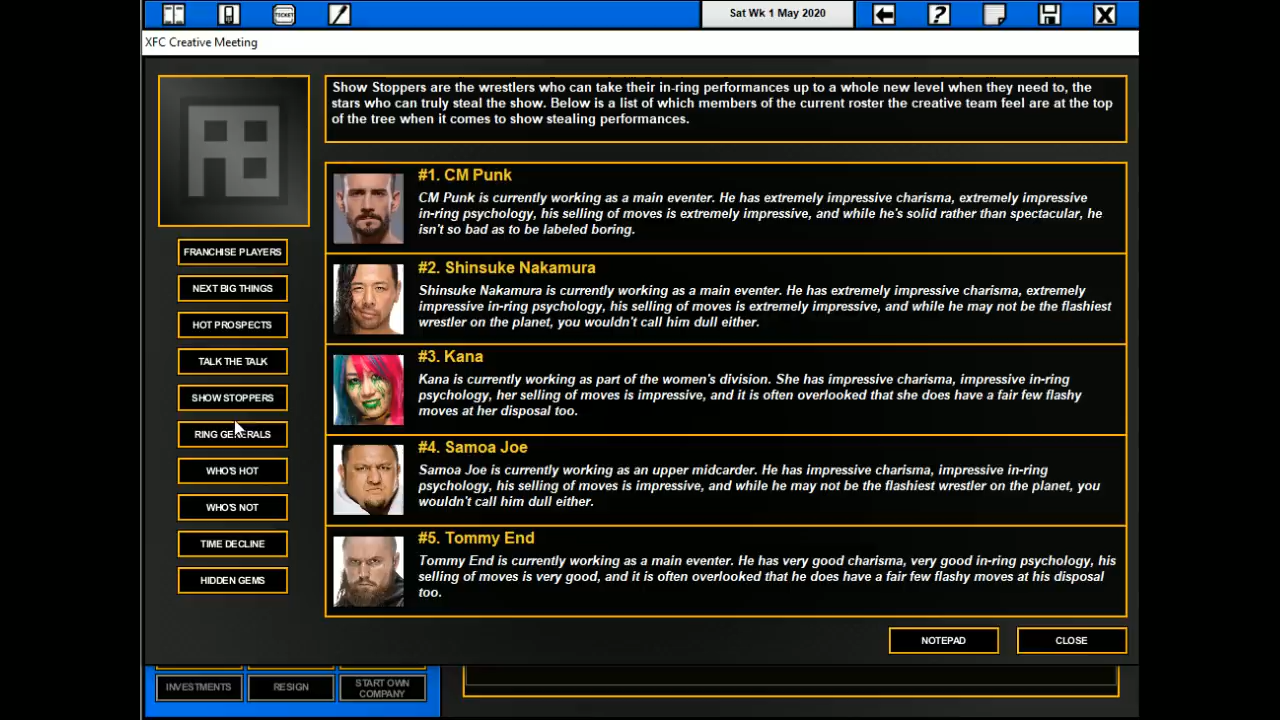 TICKET
Sat Wk 1 May 2020
?
X
XFC Creative Meeting
Show Stoppers are the wrestlers who can take their in-ring performances up to a whole new level when they need to, the
stars who can truly steal the show. Below is a list of which members of the current roster the creative team feel are at the top
of the tree when it comes to show stealing performances.
FRANCHISE PLAYERS
NEXT BIG THINGS
HOT PROSPECTS
TALK THE TALK
SHOW STOPPERS
RING GENERALS
WHO'S HOT
WHO'S NOT
TIME DECLINE
HIDDEN GEMS
#1. CM Punk
CM Punk is currently working as a main eventer. He has extremely impressive charisma, extremely impressive
in-ring psychology, his selling of moves is extremely impressive, and while he's solid rather than spectacular, he
isn't so bad as to be labeled boring.
#2. Shinsuke Nakamura
Shinsuke Nakamura is currently working as a main eventer. He has extremely impressive charisma, extremely
impressive in-ring psychology, his selling of moves is extremely impressive, and while he may not be the flashiest
wrestler on the planet, you wouldn't call him dull either.
#3. Kana
Kana is currently working as part of the women's division. She has impressive charisma, impressive in-ring
psychology, her selling of moves is impressive, and it is often overlooked that she does have a fair few flashy
moves at her disposal too.
#4. Samoa Joe
Samoa Joe is currently working as an upper midcarder. He has impressive charisma, impressive in-ring
psychology, his selling of moves is impressive, and while he may not be the flashiest wrestler on the planet, you
wouldn't call him dull either.
#5. Tommy End
Tommy End is currently working as a main eventer. He has very good charisma, very good in-ring psychology, his
selling of moves is very good, and it is often overlooked that he does have a fair few flashy moves at his disposal
too.
NOTEPAD
CLOSE
INVESTMENTS
RESIGN
START OWN
COMPANY